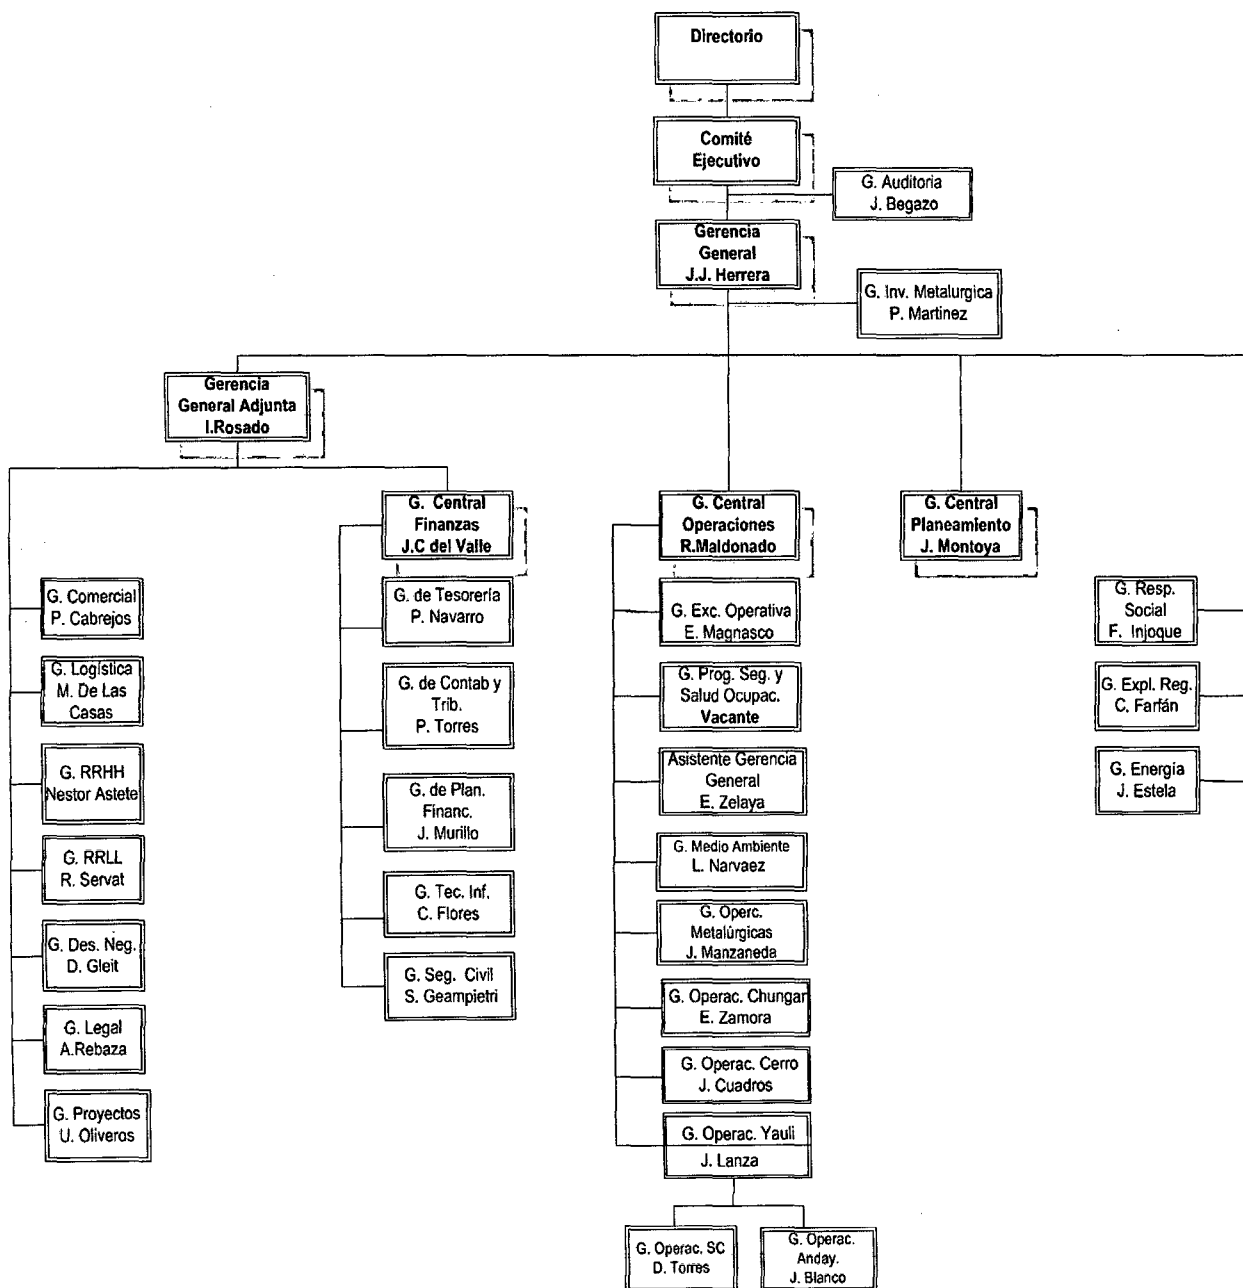 Directorio
Comité
Ejecutivo
G. Auditoria
J. Begazo
Gerencia
General
J.J. Herrera
G. Inv. Metalurgica
P. Martinez
Gerencia
General Adjunta
I.Rosado
G. Central
Finanzas
J.C del Valle
G. Central
Operaciones
R.Maldonado
G. Central
Planeamiento
J. Montoya
G. Comercial
P. Cabrejos
G. Logística
M. De Las
Casas
G. RRHH
Nestor Astete
G. RRLL
R. Servat
G. Des. Neg.
D. Gleit
G. Legal
A.Rebaza
G. Proyectos
U. Oliveros
G. de Tesorería
P. Navarro
G. de Contab y
Trib.
P. Torres
G. de Plan.
Financ.
J. Murillo
G. Tec. Inf.
C. Flores
G. Seg. Civil
S. Geampietri
G. Exc. Operativa
E. Magnasco
G. Prog. Seg. y
Salud Ocupac.
Vacante
Asistente Gerencia
General
E. Zelaya
G. Medio Ambiente
L. Narvaez
G. Operc.
Metalúrgicas
J. Manzaneda
G. Operac. Chungar
E. Zamora
G. Operac. Cerro
J. Cuadros
G. Operac. Yauli
J. Lanza
G. Operac. SC
D. Torres
G. Operac.
Anday.
J. Blanco
G. Resp.
Social
F. Injoque
G. Expl. Reg.
C. Farfán
G. Energía
J. Estela